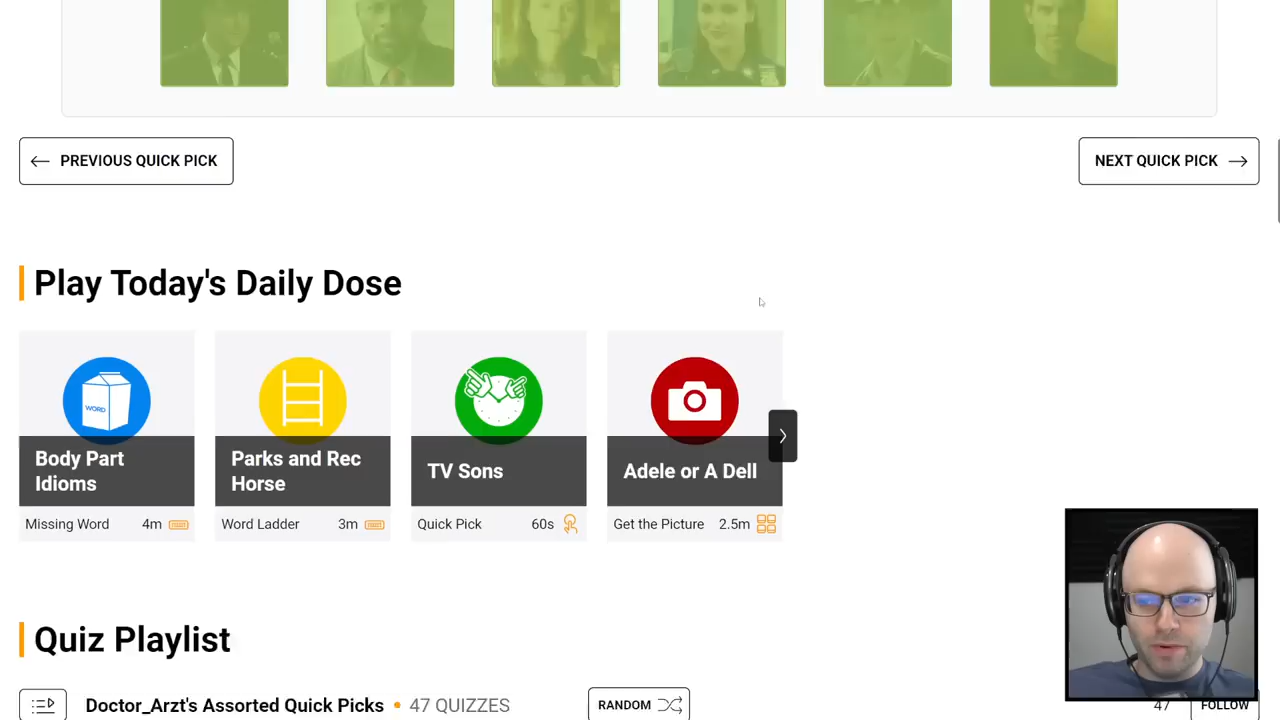 PREVIOUS QUICK PICK
NEXT QUICK PICK
Play Today's Daily Dose
WORD
Body Part
Idioms
Missing Word 4m
Parks and Rec
Horse
Word Ladder 3m
TV Sons
Quick Pick 60s
Adele or A Dell
Get the Picture 2.5m
Quiz Playlist
Doctor_Arzt's Assorted Quick Picks • 47 QUIZZES
RANDOM
47
FOLLOW